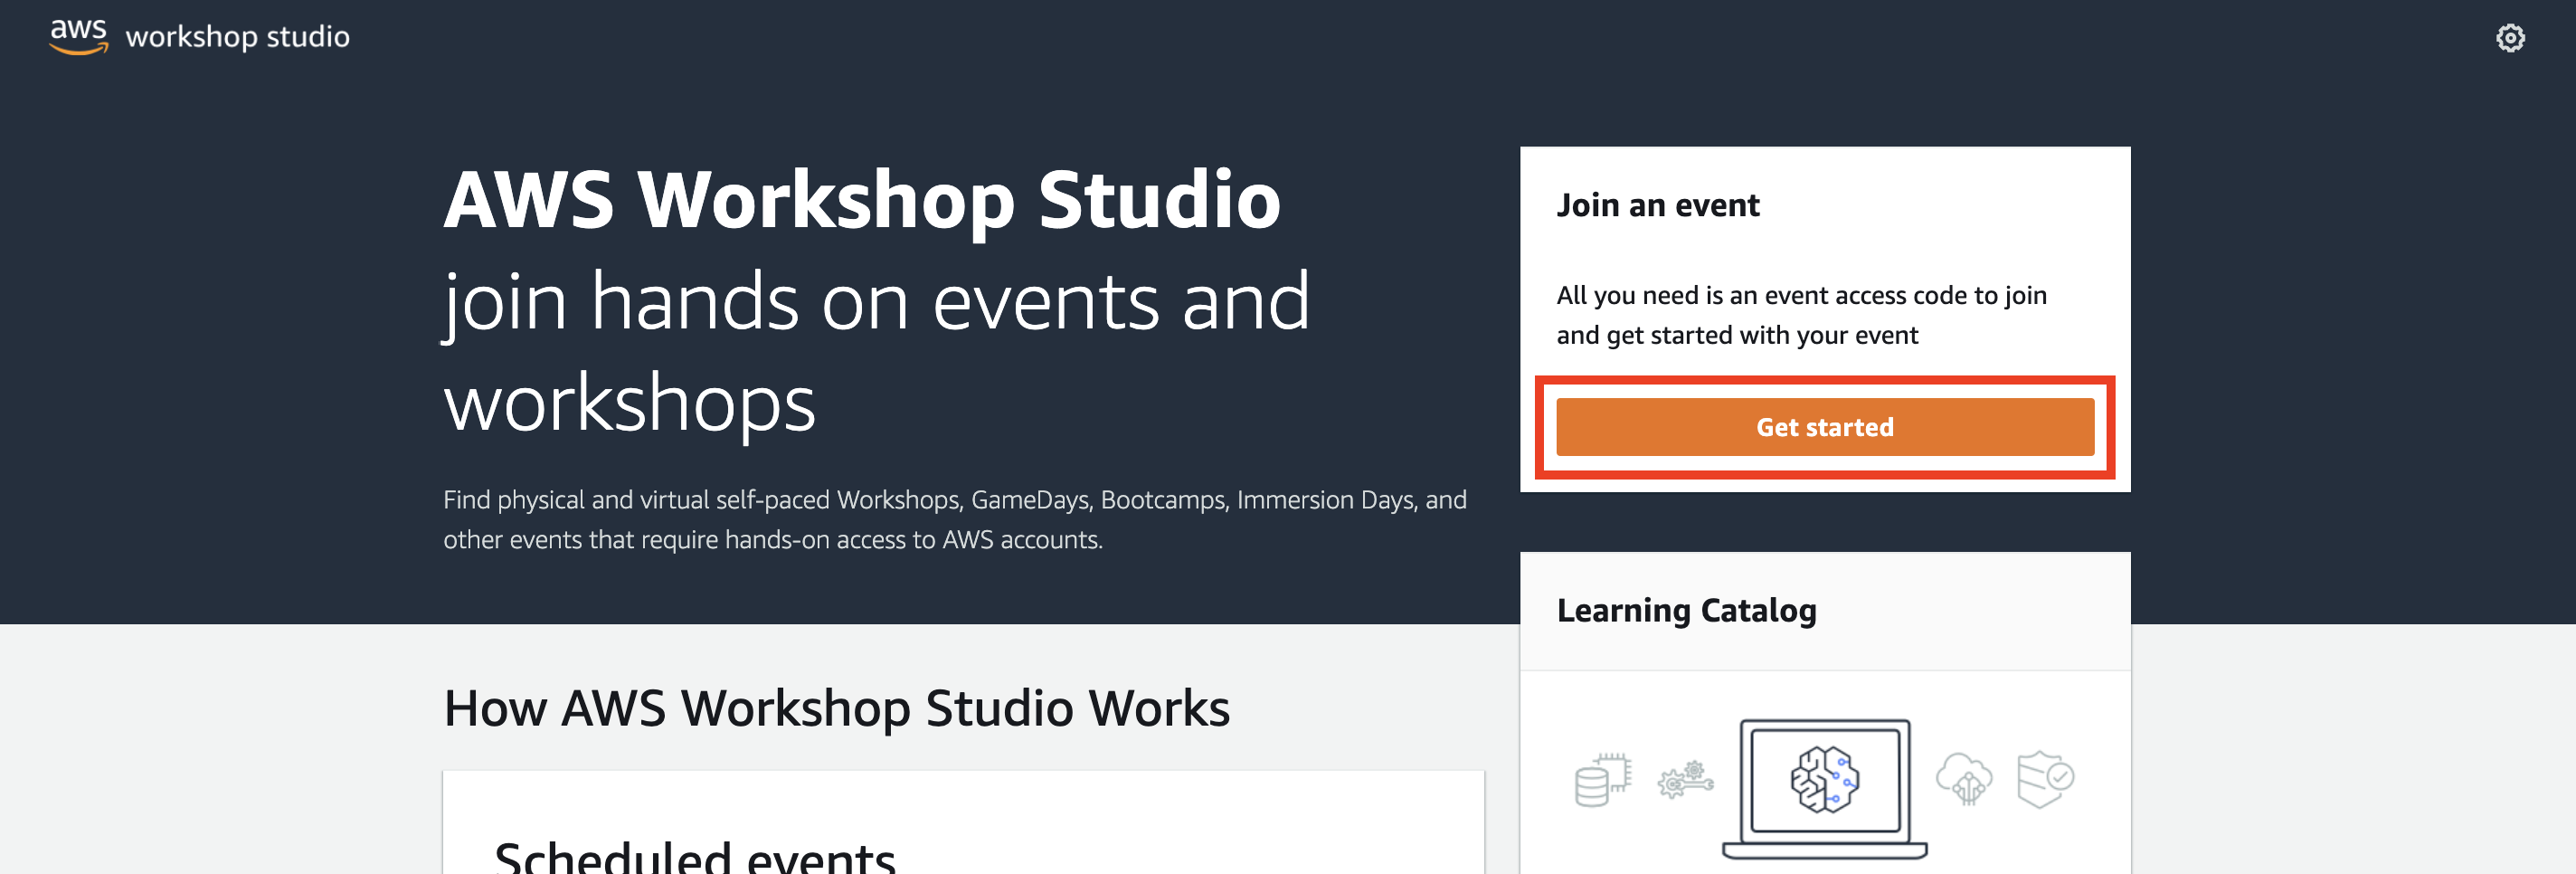 aws workshop studio
AWS Workshop Studio
join hands on events and
workshops
Find physical and virtual self-paced Workshops, GameDays, Bootcamps, Immersion Days, and
other events that require hands-on access to AWS accounts.
Join an event
All you need is an event access code to join
and get started with your event
Get started
Learning Catalog
How AWS Workshop Studio Works
Scheduled events